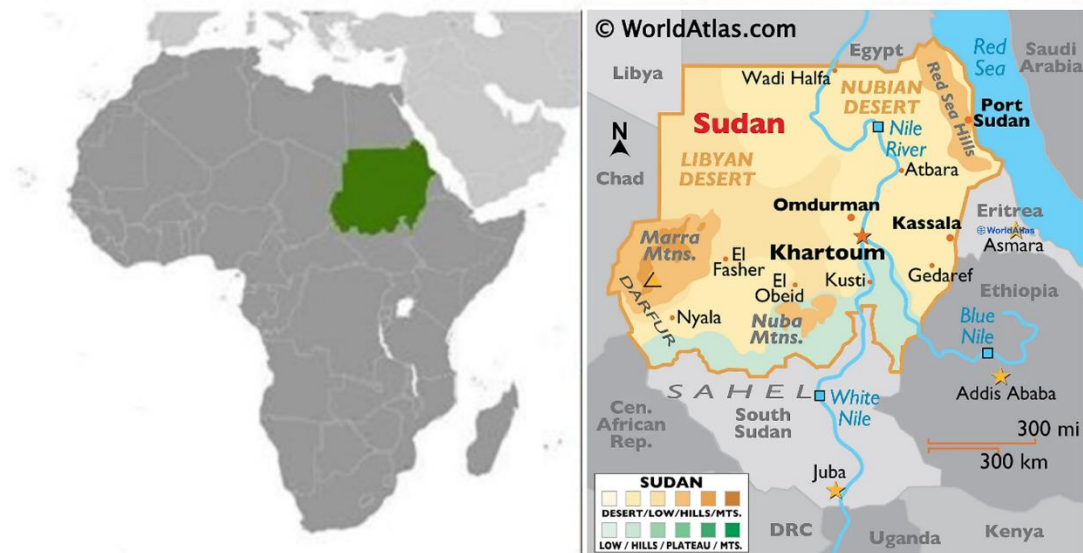 © WorldAtlas.com
Egypt
Red
Sea
Saudi
Arabia
Libya
Wadi Halfa
NUBIAN
DESERT
Red Sea Hills
Port
Sudan
Sudan
Nile
River
N
LIBYAN
DESERT
Atbara
Chad
Omdurman
Kassala
Eritrea
WorldAtlas
Asmara
Marra
Mtns.
El
Fasher
Khartoum
El
Obeid
Kusti
Gedaref
Ethiopia
DARFUR
Nyala
Nuba
Mtns.
Blue
Nile
Addis Ababa
SAHEL
White
Nile
Cen.
African
Rep.
South
Sudan
300 mi
300 km
Juba
SUDAN
DESERT/LOW/HILLS/MTS.
LOW / HILLS / PLATEAU / MTS.
DRC
Uganda
Kenya